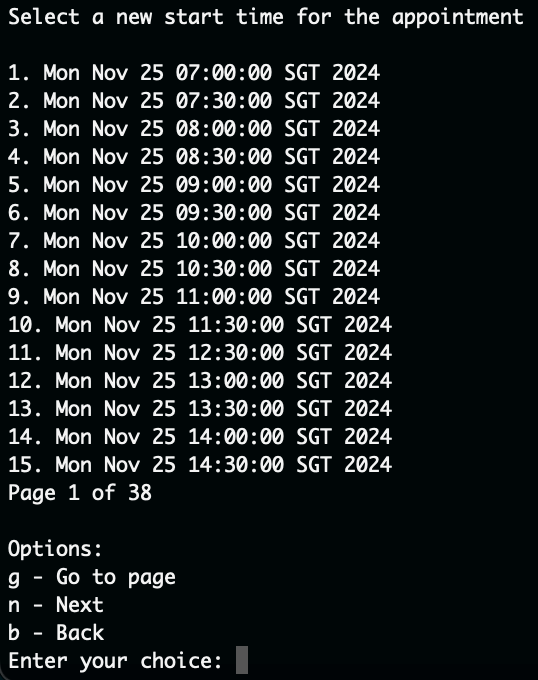 Select a new start time for the appointment
1. Mon Nov 25 07:00:00 SGT 2024
2. Mon Nov 25 07:30:00 SGT 2024
3. Mon Nov 25 08:00:00 SGT 2024
4. Mon Nov 25 08:30:00 SGT 2024
5. Mon Nov 25 09:00:00 SGT 2024
6. Mon Nov 25 09:30:00 SGT 2024
7. Mon Nov 25 10:00:00 SGT 2024
8. Mon Nov 25 10:30:00 SGT 2024
9. Mon Nov 25 11:00:00 SGT 2024
10. Mon Nov 25 11:30:00 SGT 2024
11. Mon Nov 25 12:30:00 SGT 2024
12. Mon Nov 25 13:00:00 SGT 2024
13. Mon Nov 25 13:30:00 SGT 2024
14. Mon Nov 25 14:00:00 SGT 2024
15. Mon Nov 25 14:30:00 SGT 2024
Page 1 of 38
Options:
g - Go to page
n - Next
b - Back
Enter your choice: